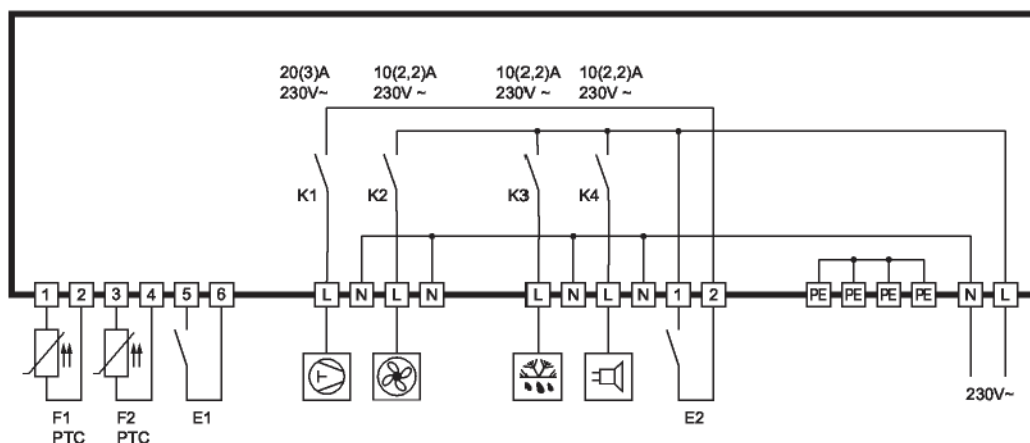 20(3)A 10(2,2)A 10(2,2)A 10(2,2)A
230V~ 230V ~ 230V ~ 230V ~
K1 K2 K3 K4
1 2 3 4 5 6 L N L N L N L N 1 2 PE PE PE PE N L
F1 F2 E1 E2 230V~
PTC PTC